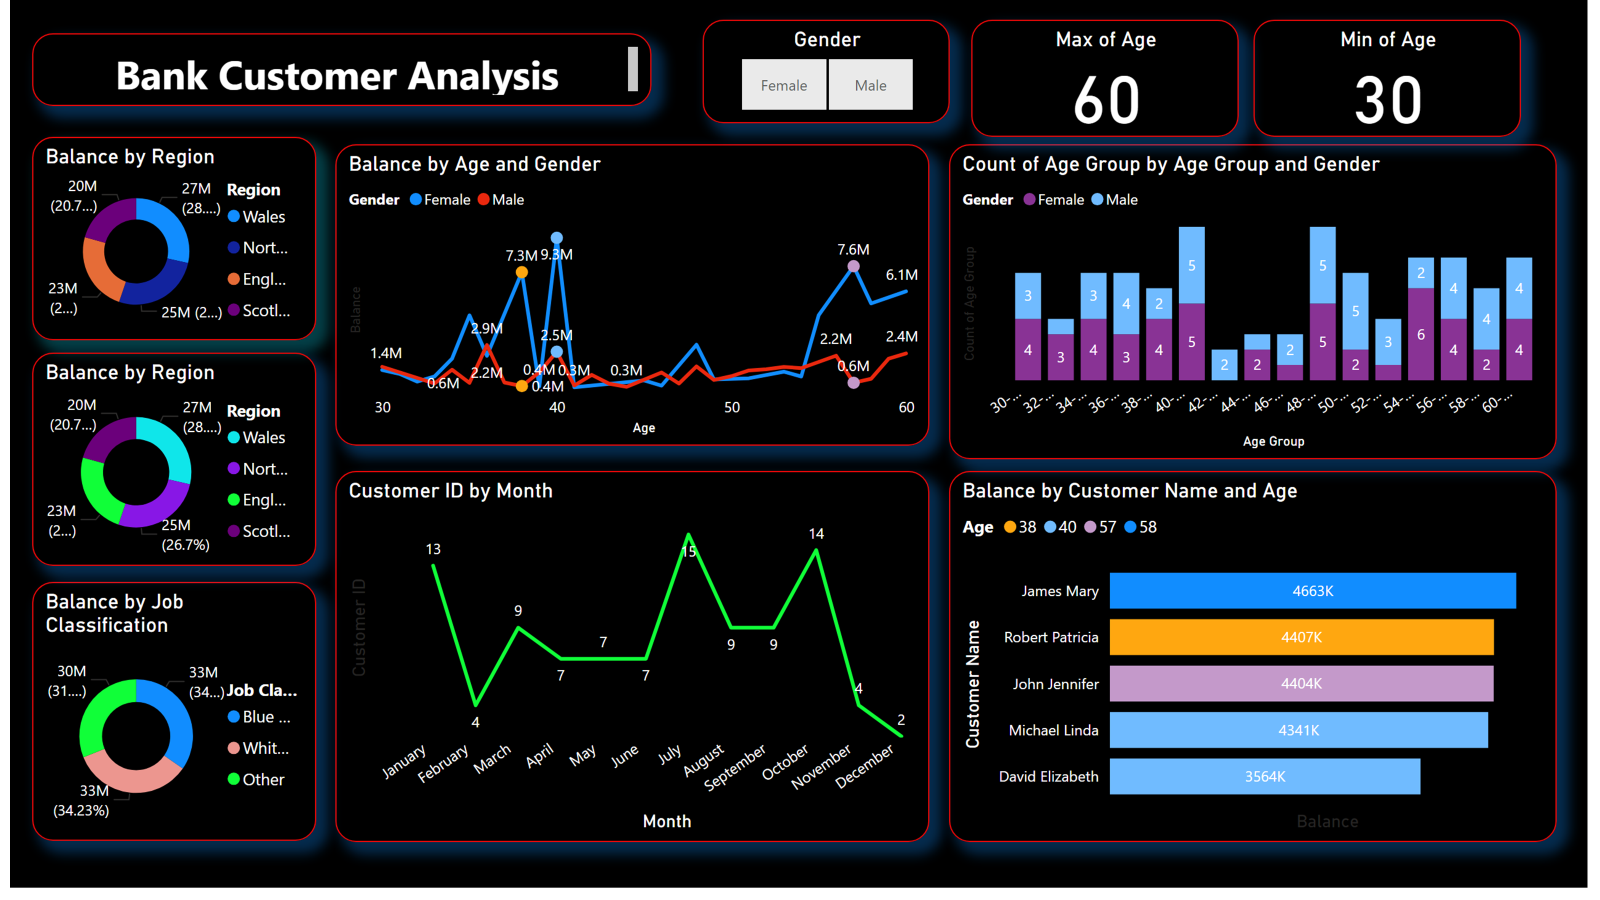 Bank Customer Analysis
Gender
Female Male
Max of Age
60
Min of Age
30
Balance by Region
20M
(20.7...)
27M
(28....)
23M
(2...)
25M (2...)
Region
Wales
Nort...
Engl...
Scotl...
Balance by Age and Gender
Gender Female Male
Balance
1.4M
0.6M
2.9M
2.2M
7.3M
9.3M
2.5M
0.4M
0.4M
0.3M
0.3M
7.6M
2.2M
0.6M
6.1M
2.4M
30 40 50 60
Age
Count of Age Group by Age Group and Gender
Gender Female Male
Count of Age Group
3 3 4 2 5 2 2 5 5 3 2 4 4 4
4 3 4 3 4 5 2 5 2 6 4 2 4
30-... 32-... 34-... 36-... 38-... 40-... 42-... 44-... 46-... 48-... 50-... 52-... 54-... 56-... 58-... 60-...
Age Group
Balance by Region
20M
(20.7...)
27M
(28....)
23M
(2...)
25M
(26.7%)
Region
Wales
Nort...
Engl...
Scotl...
Customer ID by Month
Customer ID
13 4 9 7 7 7 15 9 9 14 4 2
January February March April May June July August September October November December
Month
Balance by Customer Name and Age
Age 38 40 57 58
Customer Name
James Mary 4663K
Robert Patricia 4407K
John Jennifer 4404K
Michael Linda 4341K
David Elizabeth 3564K
Balance
Balance by Job
Classification
30M
(31....)
33M
(34...)
33M
(34.23%)
Job Cla...
Blue ...
Whit...
Other